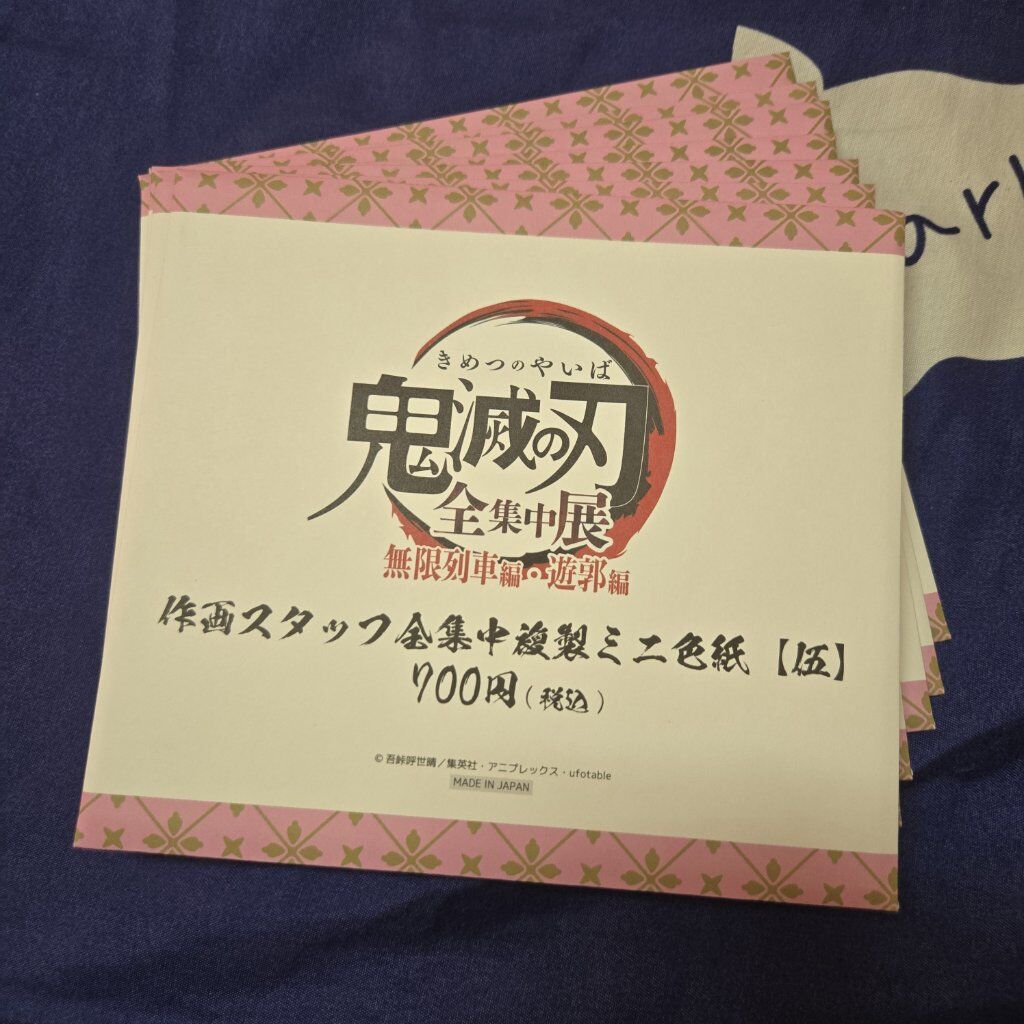 きめつのやいば
鬼滅の刃
全集中展
無限列車編・遊郭編
作画スタッフ全集中複製ミニ色紙【伍】
700円(税込)
© 吾峠呼世晴／集英社・アニプレックス・ufotable
MADE IN JAPAN